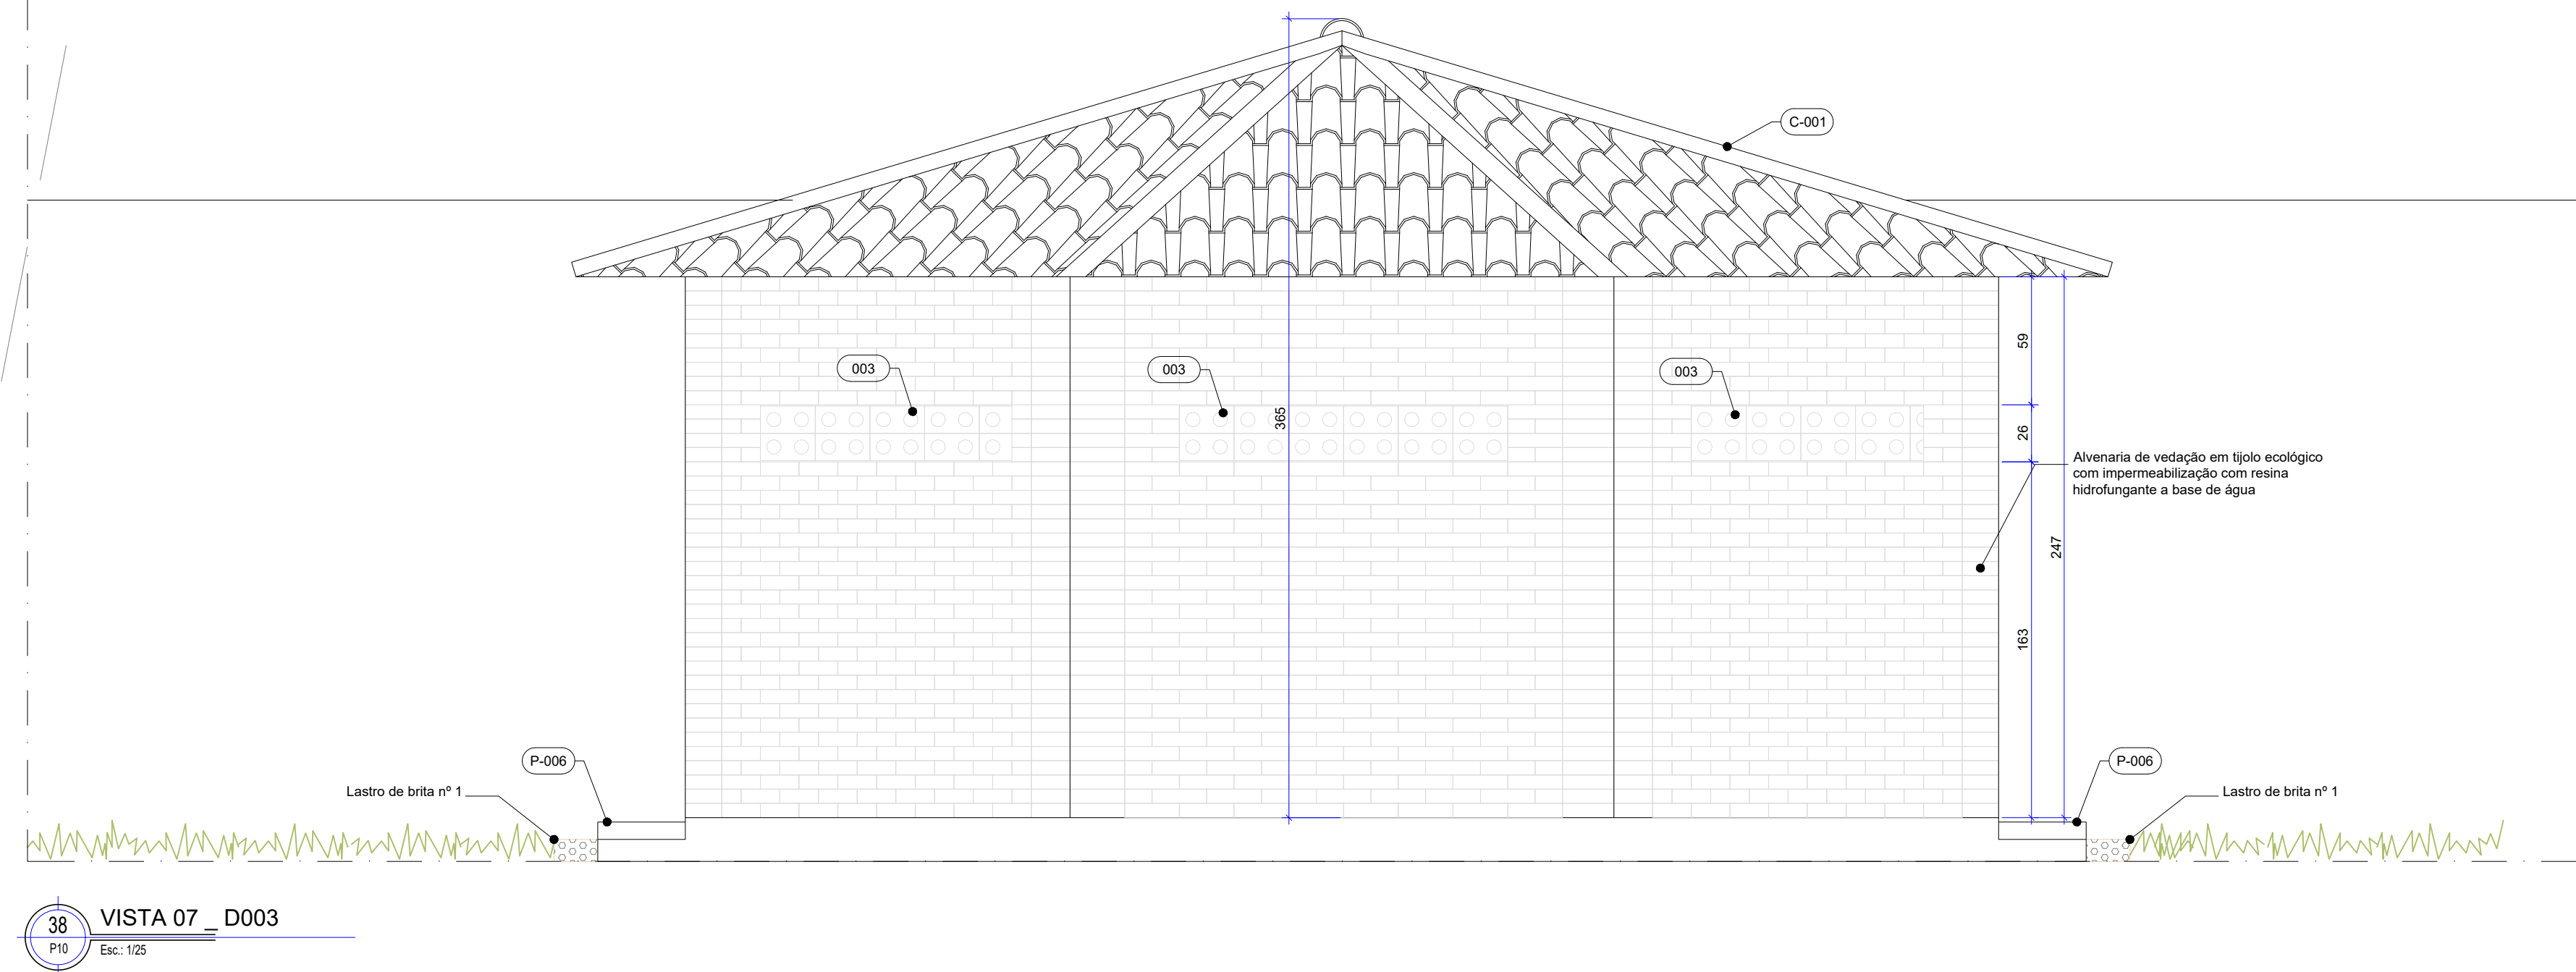 C-001
003
003
003
365
59
26
247
163
Alvenaria de vedação em tijolo ecológico
com impermeabilização com resina
hidrofungante a base de água
P-006
Lastro de brita nº 1
P-006
Lastro de brita nº 1
38
P10
VISTA 07 _ D003
Esc.: 1/25